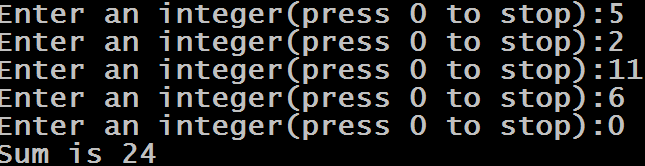 Enter an integer(press 0 to stop):5
Enter an integer(press 0 to stop):2
Enter an integer(press 0 to stop):11
Enter an integer(press 0 to stop):6
Enter an integer(press 0 to stop):0
Sum is 24